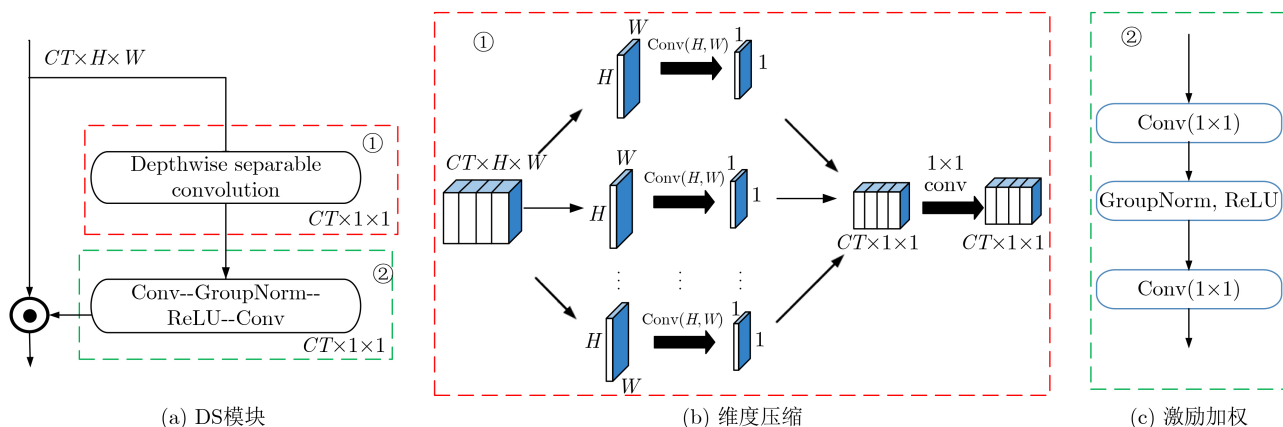 CT×H×W
①
Depthwise separable
convolution
CT×1×1
②
Conv--GroupNorm--
ReLU--Conv
CT×1×1
(a) DS模块
①
W
H
Conv(H, W)
1
1
CT×H×W
W
H
Conv(H, W)
1
1
1×1
conv
CT×1×1
CT×1×1
H
W
Conv(H, W)
1
1
(b) 维度压缩
②
Conv(1×1)
GroupNorm, ReLU
Conv(1×1)
(c) 激励加权